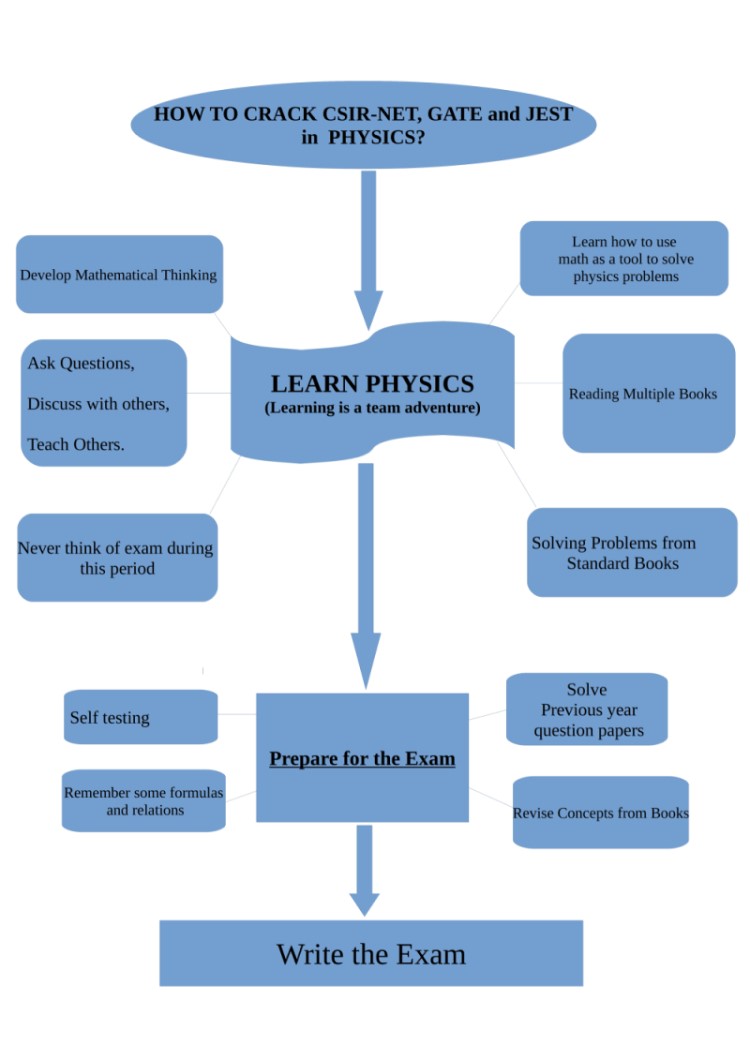 HOW TO CRACK CSIR-NET, GATE and JEST
in PHYSICS?
Develop Mathematical Thinking
Learn how to use
math as a tool to solve
physics problems
Ask Questions,
Discuss with others,
Teach Others.
LEARN PHYSICS
(Learning is a team adventure)
Reading Multiple Books
Never think of exam during
this period
Solving Problems from
Standard Books
Self testing
Solve
Previous year
question papers
Prepare for the Exam
Remember some formulas
and relations
Revise Concepts from Books
Write the Exam